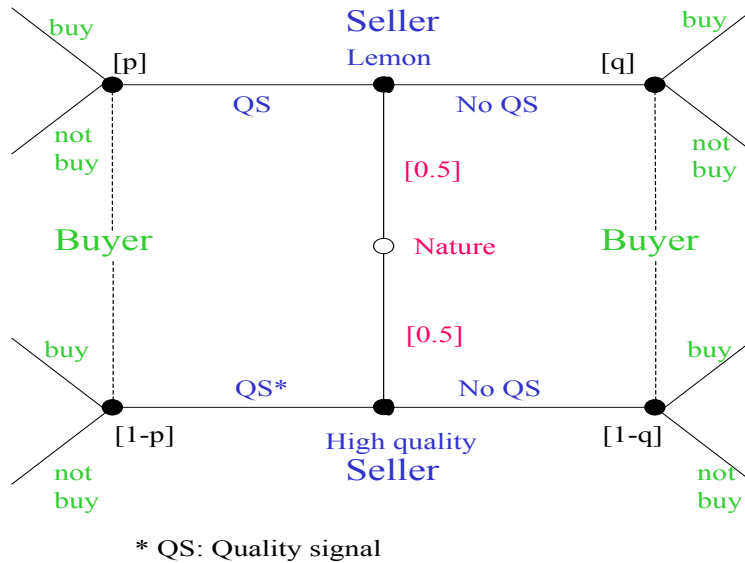 buy
Seller
buy
[p]
Lemon
[q]
QS
No QS
not
buy
not
buy
[0.5]
Buyer
Nature
Buyer
[0.5]
buy
buy
QS*
No QS
[1-p]
High quality
[1-q]
Seller
not
buy
not
buy
* QS: Quality signal